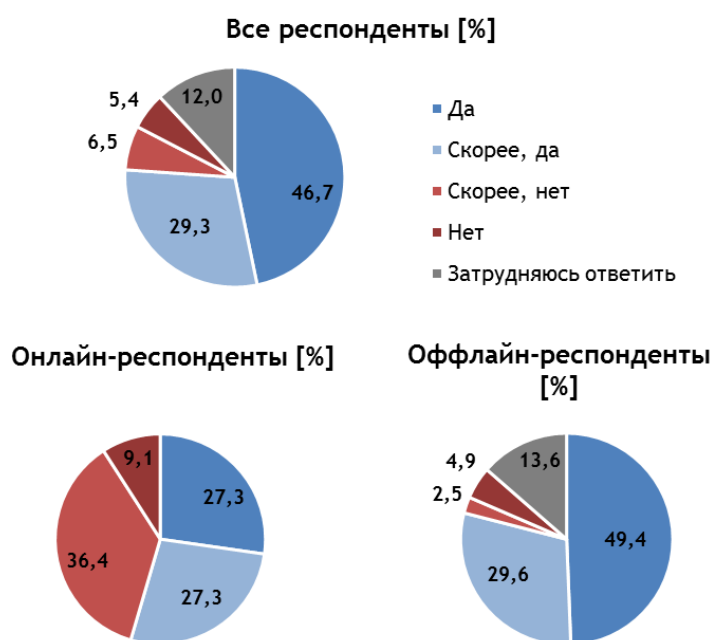 Все респонденты [%]
5,4
12,0
6,5
46,7
29,3
Да
Скорее, да
Скорее, нет
Нет
Затрудняюсь ответить
Онлайн-респонденты [%]
9,1
27,3
36,4
27,3
Оффлайн-респонденты
[%]
4,9
13,6
2,5
49,4
29,6